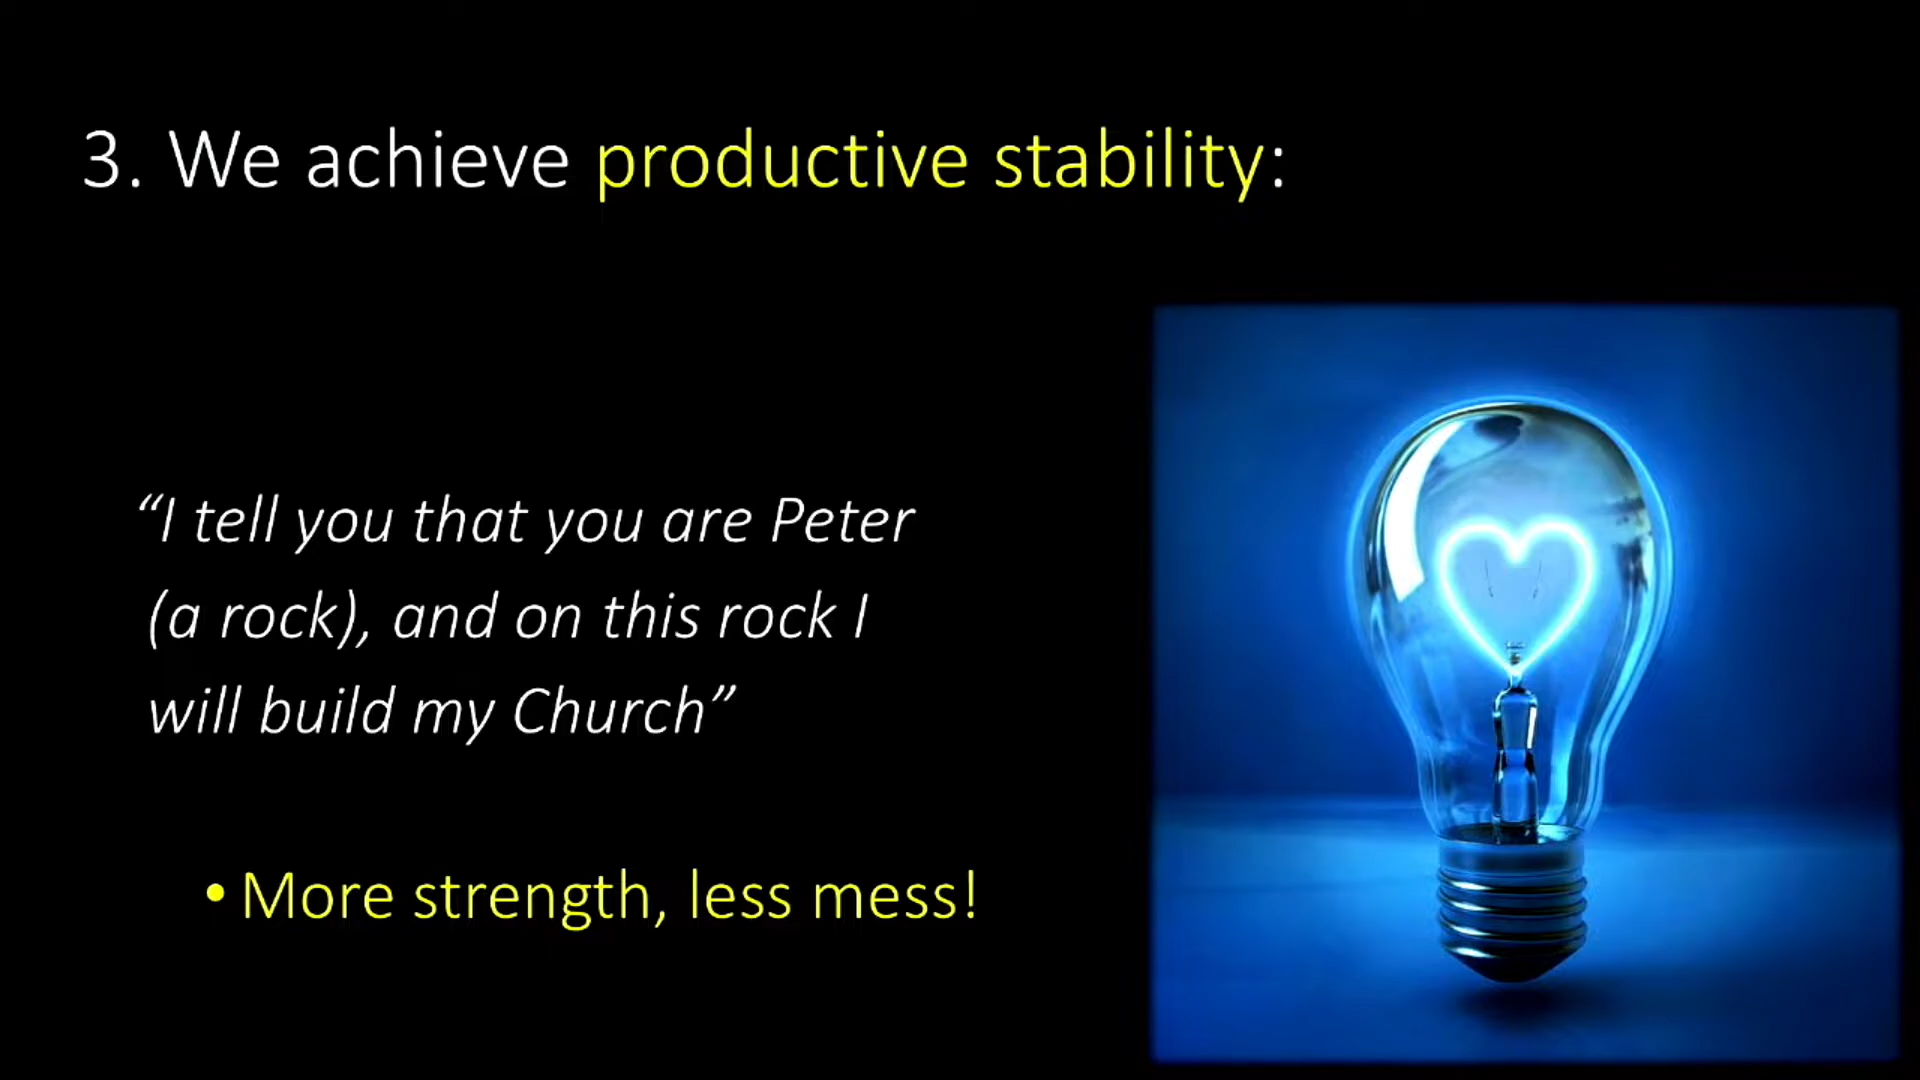 3. We achieve productive stability:
“I tell you that you are Peter
(a rock), and on this rock I
will build my Church”
• More strength, less mess!